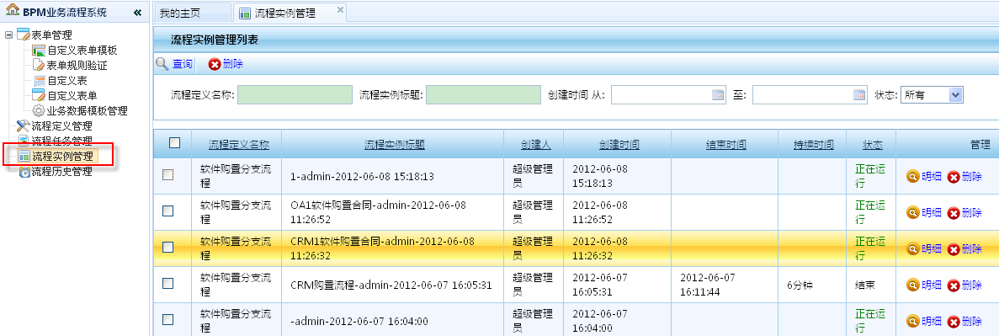 BPM业务流程系统 «
表单管理
自定义表单模板
表单规则验证
自定义表
自定义表单
业务数据模板管理
流程定义管理
流程任务管理
流程实例管理
流程历史管理
我的主页 流程实例管理
流程实例管理列表
查询 删除
流程定义名称: 流程实例标题: 创建时间 从: 至: 状态: 所有
流程定义名称 流程实例标题 创建人 创建时间 结束时间 持续时间 状态 管理
软件购置分支流程 1-admin-2012-06-08 15:18:13 超级管理员 2012-06-08 15:18:13 正在运行 明细 删除
软件购置分支流程 OA1软件购置合同-admin-2012-06-08 11:26:52 超级管理员 2012-06-08 11:26:52 正在运行 明细 删除
软件购置分支流程 CRM1软件购置合同-admin-2012-06-08 11:26:32 超级管理员 2012-06-08 11:26:32 正在运行 明细 删除
软件购置分支流程 CRM购置流程-admin-2012-06-07 16:05:31 超级管理员 2012-06-07 16:05:31 2012-06-07 16:11:44 6分钟 结束 明细 删除
软件购置分支流程 -admin-2012-06-07 16:04:00 超级管理员 2012-06-07 16:04:00 正在运行 明细 删除